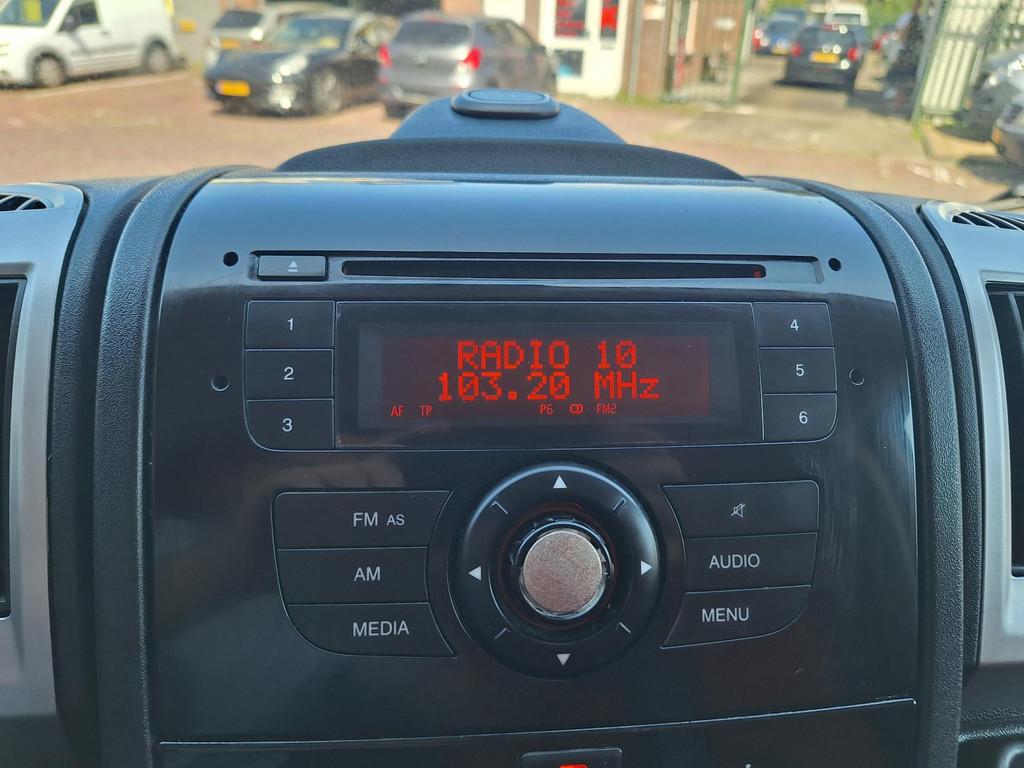 1
2
3
RADIO 10
103.20 MHz
AF TP P6 FM2
4
5
6
FM AS
AM
MEDIA
AUDIO
MENU